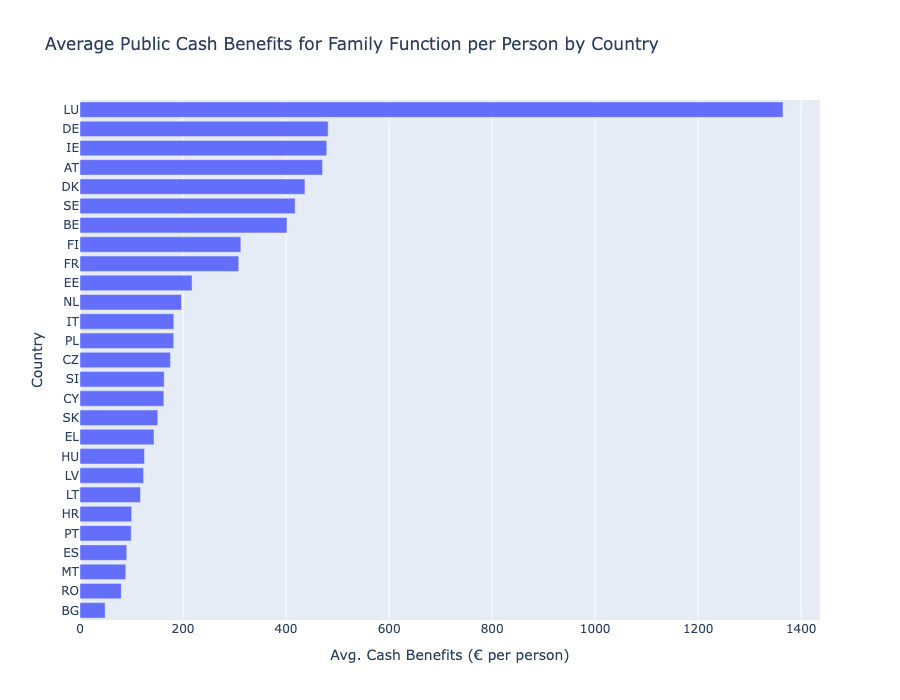 Average Public Cash Benefits for Family Function per Person by Country
LU
DE
IE
AT
DK
SE
BE
FI
FR
EE
NL
IT
PL
CZ
SI
CY
SK
EL
HU
LV
LT
HR
PT
ES
MT
RO
BG
Country
0 200 400 600 800 1000 1200 1400
Avg. Cash Benefits (€ per person)